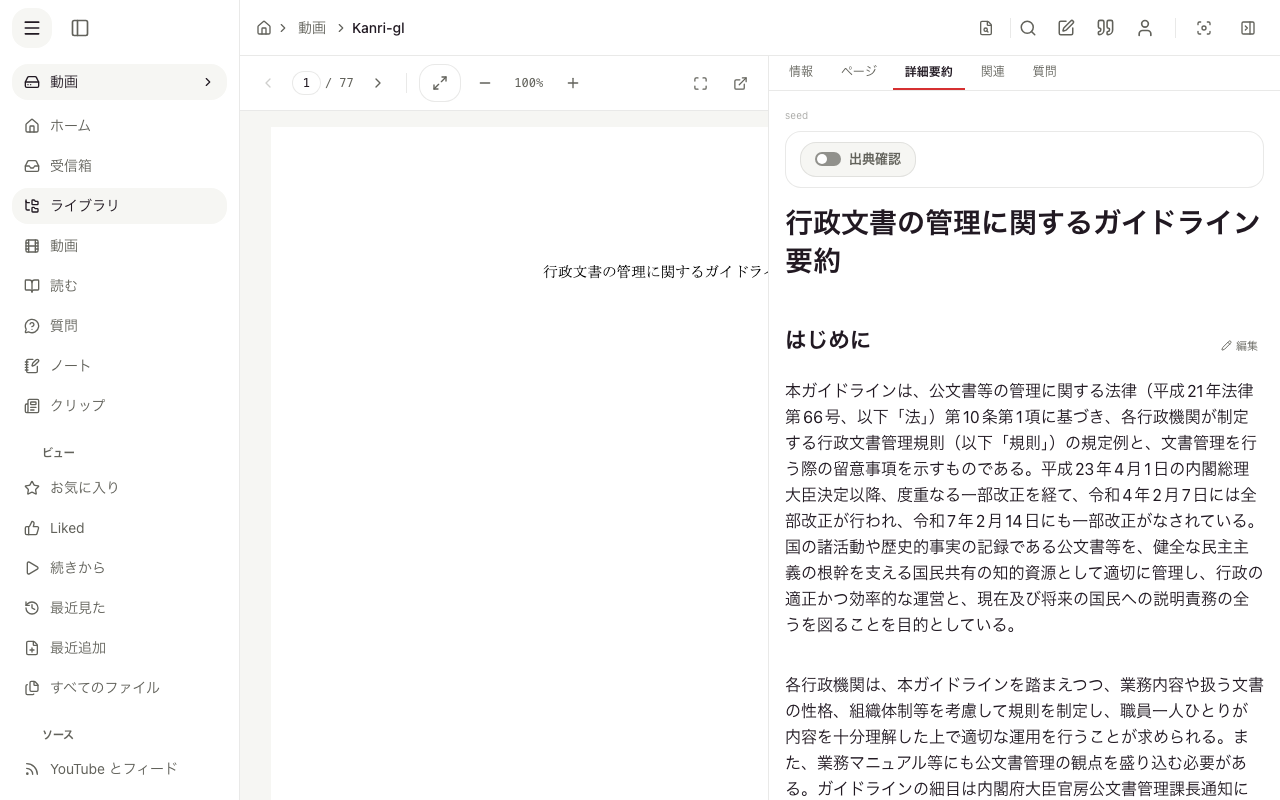 動画
ホーム
受信箱
ライブラリ
動画
読む
質問
ノート
クリップ
ビュー
お気に入り
Liked
続きから
最近見た
最近追加
すべてのファイル
ソース
YouTube とフィード
動画
Kanri-gl
1 / 77
100%
行政文書の管理に関するガイドライ
情報
ページ
詳細要約
関連
質問
seed
出典確認
行政文書の管理に関するガイドライン
要約
はじめに
編集
本ガイドラインは、公文書等の管理に関する法律（平成21年法律
第66号、以下「法」）第10条第1項に基づき、各行政機関が制定
する行政文書管理規則（以下「規則」）の規定例と、文書管理を行
う際の留意事項を示すものである。平成23年4月1日の内閣総理
大臣決定以降、度重なる一部改正を経て、令和4年2月7日には全
部改正が行われ、令和7年2月14日にも一部改正がなされている。
国の諸活動や歴史的事実の記録である公文書等を、健全な民主主
義の根幹を支える国民共有の知的資源として適切に管理し、行政の
適正かつ効率的な運営と、現在及び将来の国民への説明責務の全
うを図ることを目的としている。
各行政機関は、本ガイドラインを踏まえつつ、業務内容や扱う文書
の性格、組織体制等を考慮して規則を制定し、職員一人ひとりが
内容を十分理解した上で適切な運用を行うことが求められる。ま
た、業務マニュアル等にも公文書管理の観点を盛り込む必要があ
る。ガイドラインの細目は内閣府大臣官房公文書管理課長通知に